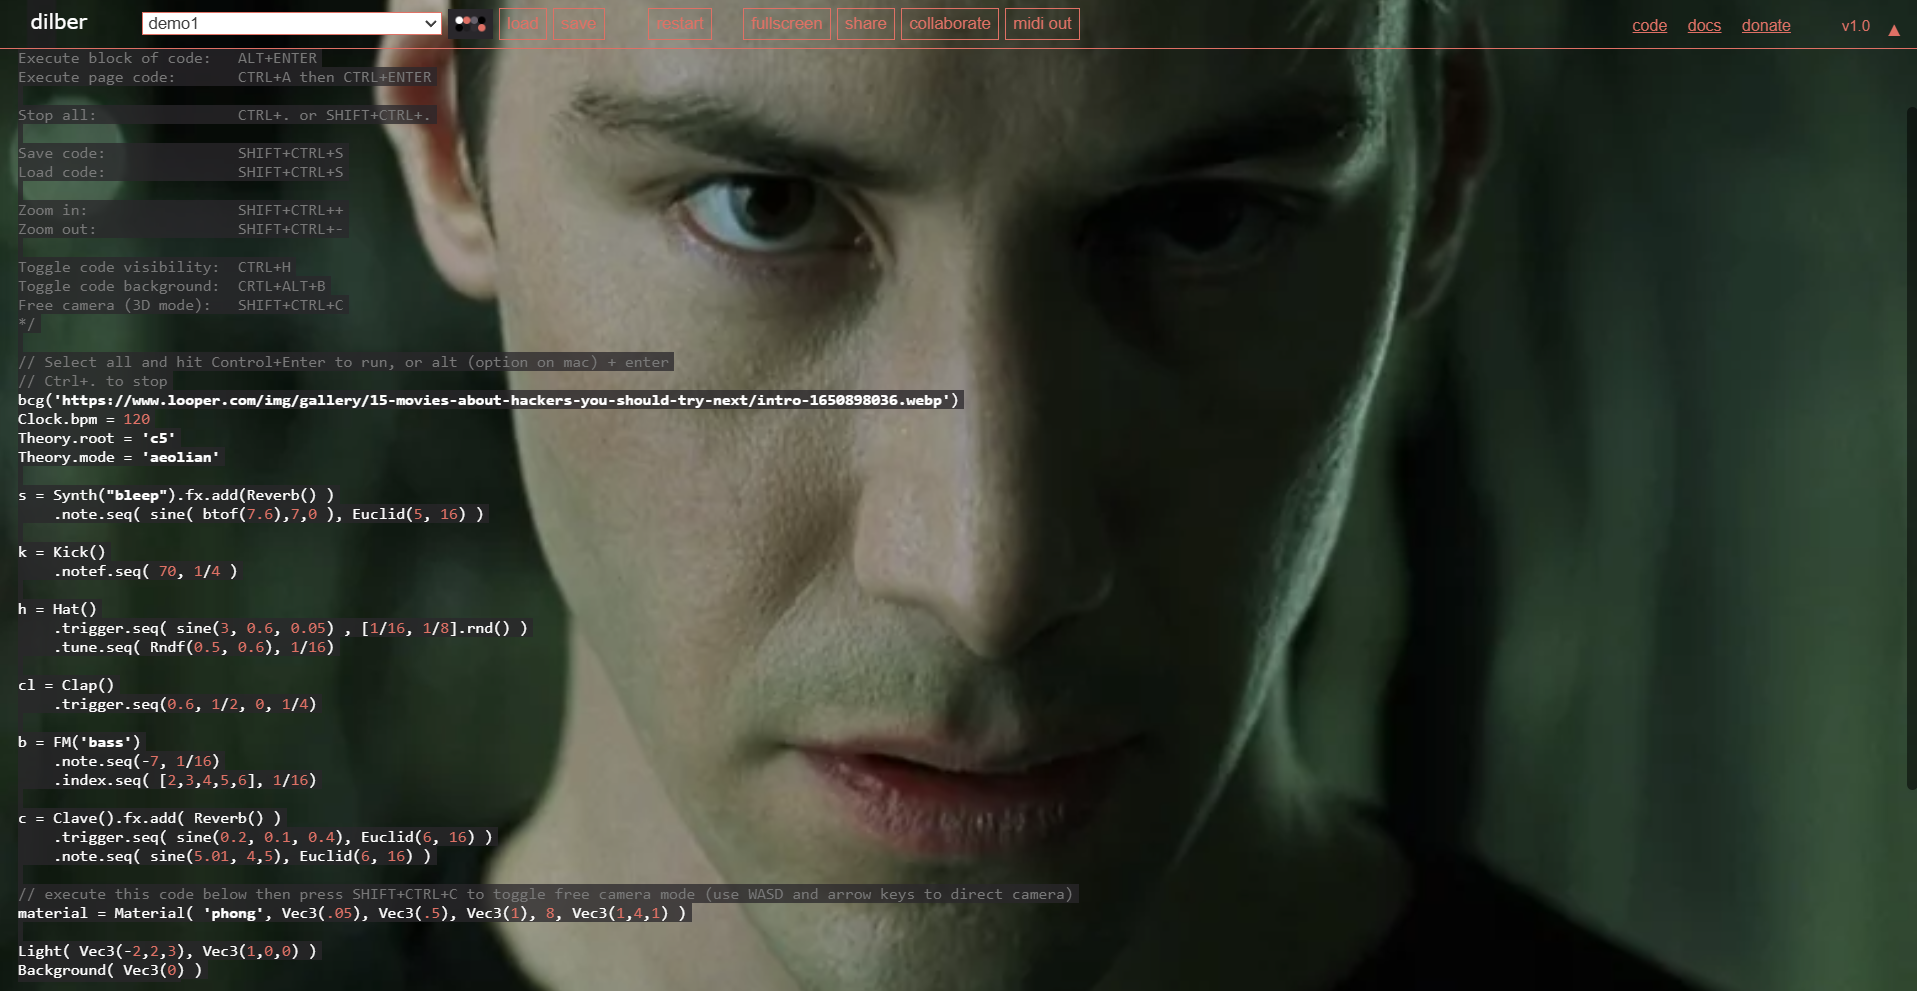 dilber demo1 load save restart fullscreen share collaborate midi out code docs donate v1.0 ▲
Execute block of code:   ALT+ENTER
Execute page code:       CTRL+A then CTRL+ENTER
Stop all:                CTRL+. or SHIFT+CTRL+.
Save code:               SHIFT+CTRL+S
Load code:               SHIFT+CTRL+S
Zoom in:                 SHIFT+CTRL++
Zoom out:                SHIFT+CTRL+-
Toggle code visibility:  CTRL+H
Toggle code background:  CRTL+ALT+B
Free camera (3D mode):   SHIFT+CTRL+C
*/
// Select all and hit Control+Enter to run, or alt (option on mac) + enter
// Ctrl+. to stop
bcg('https://www.looper.com/img/gallery/15-movies-about-hackers-you-should-try-next/intro-1650898036.webp')
Clock.bpm = 120
Theory.root = 'c5'
Theory.mode = 'aeolian'
s = Synth("bleep").fx.add(Reverb() )
    .note.seq( sine( btof(7.6),7,0 ), Euclid(5, 16) )
k = Kick()
    .notef.seq( 70, 1/4 )
h = Hat()
    .trigger.seq( sine(3, 0.6, 0.05) , [1/16, 1/8].rnd() )
    .tune.seq( Rndf(0.5, 0.6), 1/16)
cl = Clap()
    .trigger.seq(0.6, 1/2, 0, 1/4)
b = FM('bass')
    .note.seq(-7, 1/16)
    .index.seq( [2,3,4,5,6], 1/16)
c = Clave().fx.add( Reverb() )
    .trigger.seq( sine(0.2, 0.1, 0.4), Euclid(6, 16) )
    .note.seq( sine(5.01, 4,5), Euclid(6, 16) )
// execute this code below then press SHIFT+CTRL+C to toggle free camera mode (use WASD and arrow keys to direct camera)
material = Material( 'phong', Vec3(.05), Vec3(.5), Vec3(1), 8, Vec3(1,4,1) )
Light( Vec3(-2,2,3), Vec3(1,0,0) )
Background( Vec3(0) )